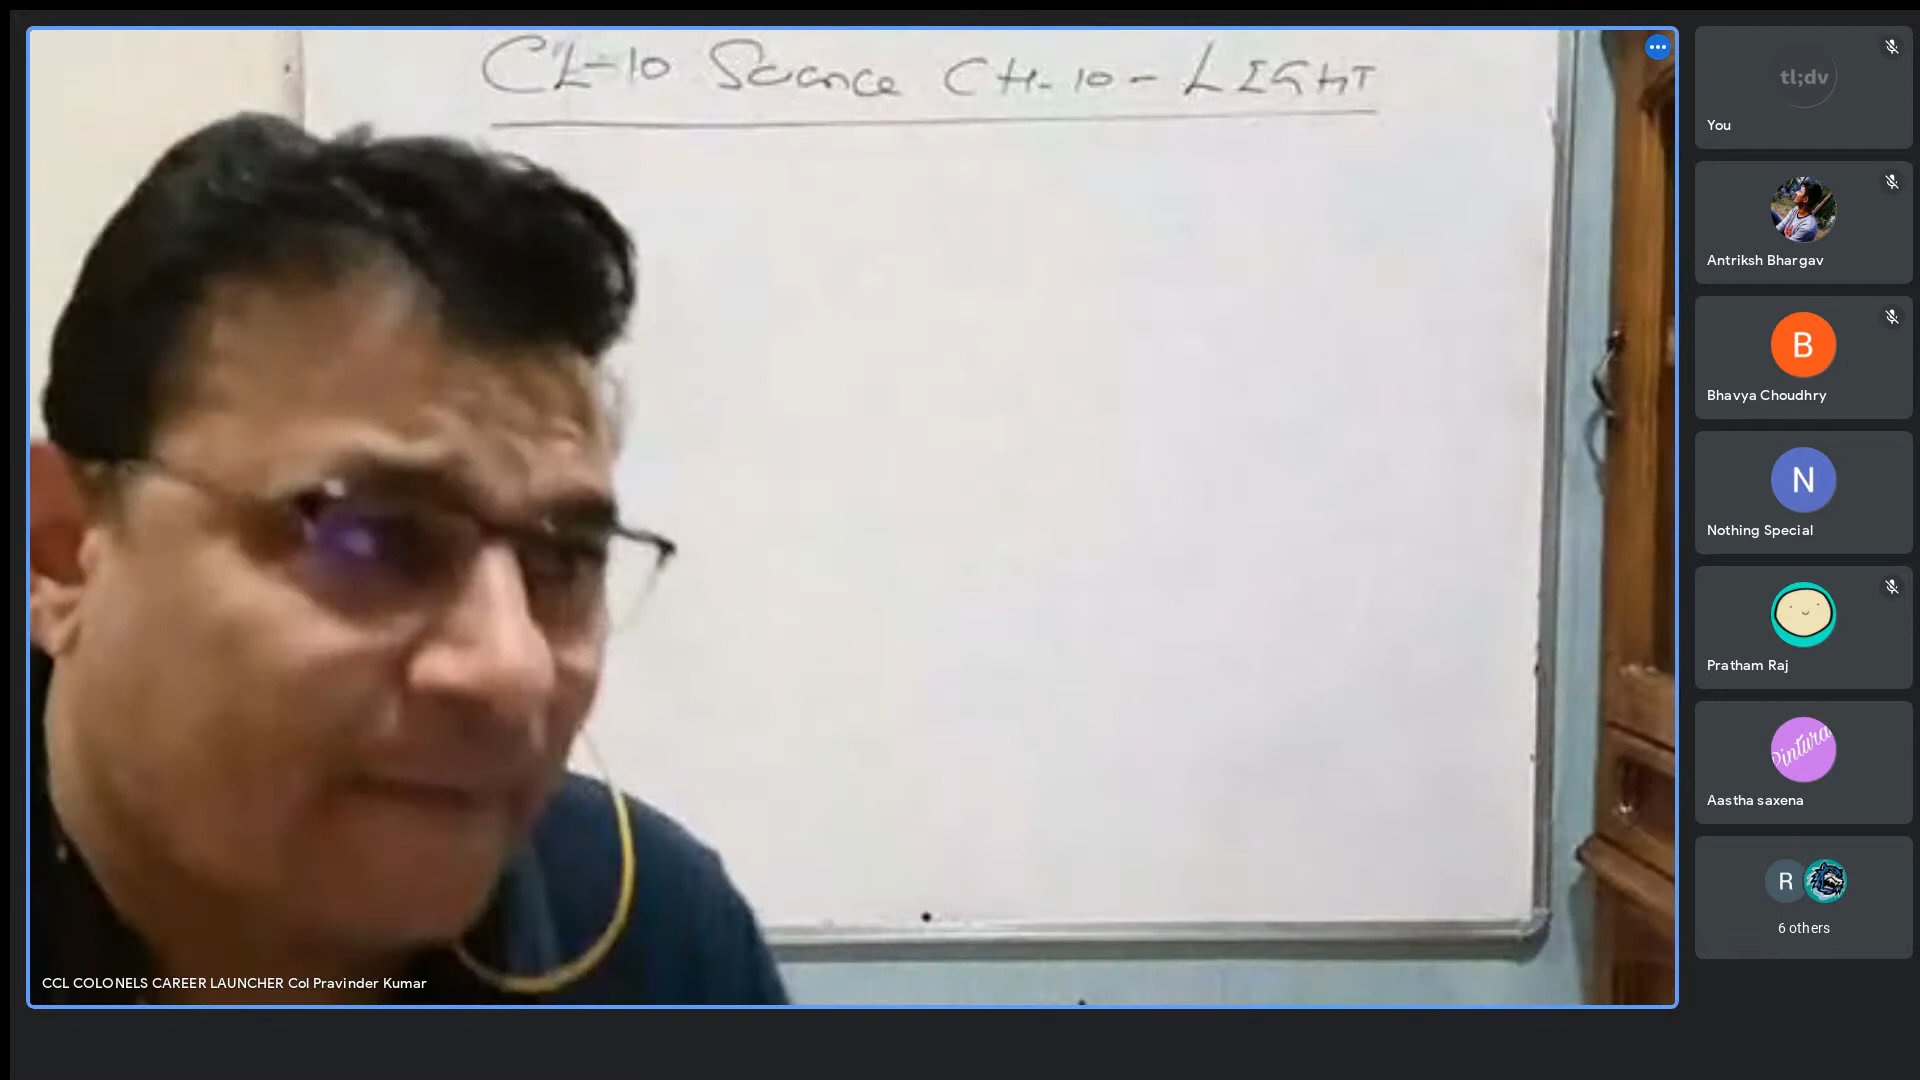 CL-10 Science CH-10- LIGHT
tl;dv
You
Antriksh Bhargav
B
Bhavya Choudhry
N
Nothing Special
Pratham Raj
Pintura
Aastha saxena
R
6 others
CCL COLONELS CAREER LAUNCHER Col Pravinder Kumar